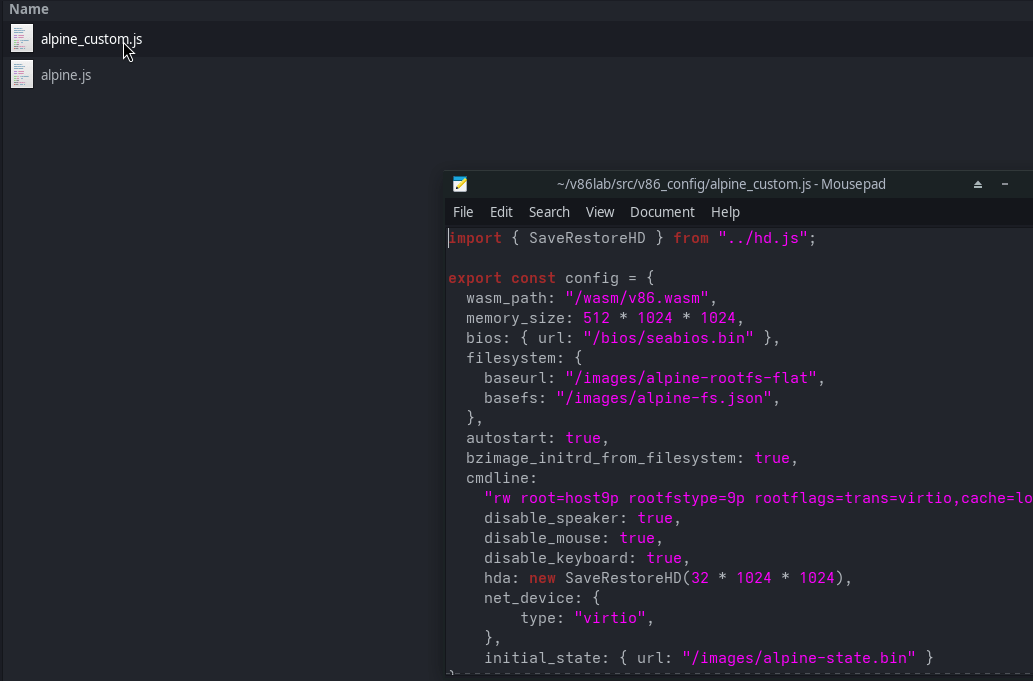 Name
alpine_custom.js
alpine.js
~/v86lab/src/v86_config/alpine_custom.js - Mousepad
File Edit Search View Document Help
import { SaveRestoreHD } from "../hd.js";
export const config = {
wasm_path: "/wasm/v86.wasm",
memory_size: 512 * 1024 * 1024,
bios: { url: "/bios/seabios.bin" },
filesystem: {
baseurl: "/images/alpine-rootfs-flat",
basefs: "/images/alpine-fs.json",
},
autostart: true,
bzimage_initrd_from_filesystem: true,
cmdline:
"rw root=host9p rootfstype=9p rootflags=trans=virtio,cache=lo
disable_speaker: true,
disable_mouse: true,
disable_keyboard: true,
hda: new SaveRestoreHD(32 * 1024 * 1024),
net_device: {
type: "virtio",
},
initial_state: { url: "/images/alpine-state.bin" }